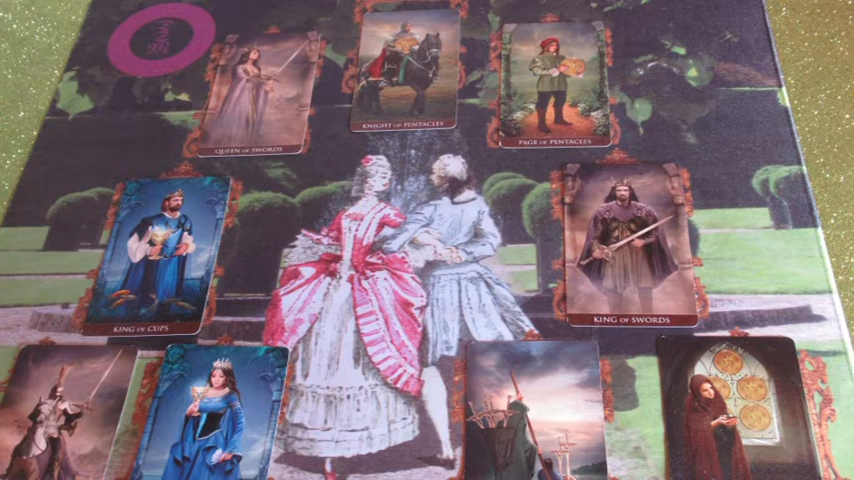 QUEEN OF SWORDS
KNIGHT OF PENTACLES
PAGE OF PENTACLES
KING OF CUPS
KING OF SWORDS